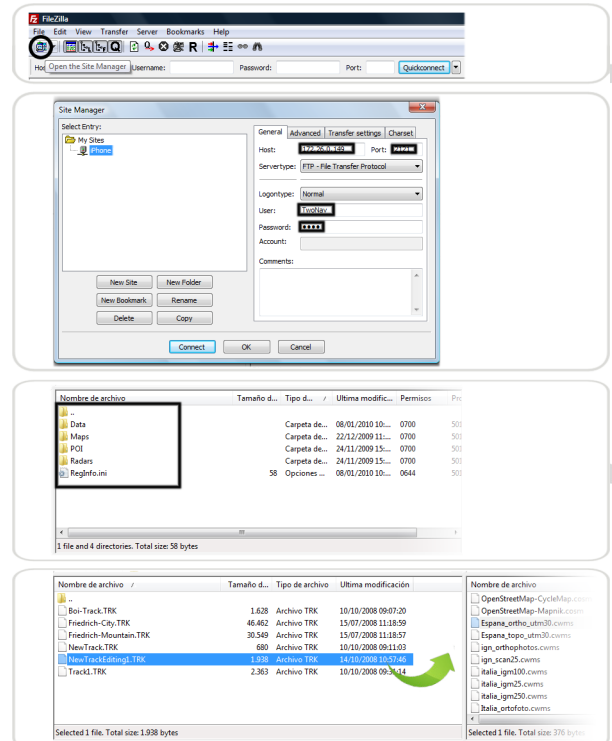 FileZilla
File Edit View Transfer Server Bookmarks Help
Open the Site Manager
Username: Password: Port: Quickconnect
Site Manager
Select Entry:
My Sites
iPhone
New Site New Folder
New Bookmark Rename
Delete Copy
General Advanced Transfer settings Charset
Host: 172.26.0.149 Port: 2121
Servertype: FTP - File Transfer Protocol
Logontype: Normal
User: TwoNav
Password:
Account:
Comments:
Connect OK Cancel
Nombre de archivo Tamaño d... Tipo d... Ultima modific... Permisos
..
Data Carpeta de... 08/01/2010 10:... 0700
Maps Carpeta de... 22/12/2009 11:... 0700
POI Carpeta de... 24/11/2009 15:... 0700
Radars Carpeta de... 24/11/2009 15:... 0700
RegInfo.ini 58 Opciones ... 08/01/2010 10:... 0644
1 file and 4 directories. Total size: 58 bytes
Nombre de archivo Tamaño d... Tipo de archivo Ultima modificación
..
Boi-Track.TRK 1.628 Archivo TRK 10/10/2008 09:07:20
Friedrich-City.TRK 46.462 Archivo TRK 15/07/2008 11:18:59
Friedrich-Mountain.TRK 30.549 Archivo TRK 15/07/2008 11:18:57
NewTrack.TRK 680 Archivo TRK 10/10/2008 09:11:03
NewTrackEditing1.TRK 1.938 Archivo TRK 14/10/2008 10:57:46
Track1.TRK 2.363 Archivo TRK 10/10/2008 09:31:14
Selected 1 file. Total size: 1.938 bytes
Nombre de archivo
OpenStreetMap-CycleMap.
OpenStreetMap-Mapnik.
Espana_ortho_utm30.cwms
Espana_topo_utm30.cwms
ign_orthophotos.cwms
ign_scan25.cwms
italia_igm100.cwms
italia_igm25.cwms
italia_igm250.cwms
Italia_ortofoto.cwms
Selected 1 file. Total size: 376 bytes